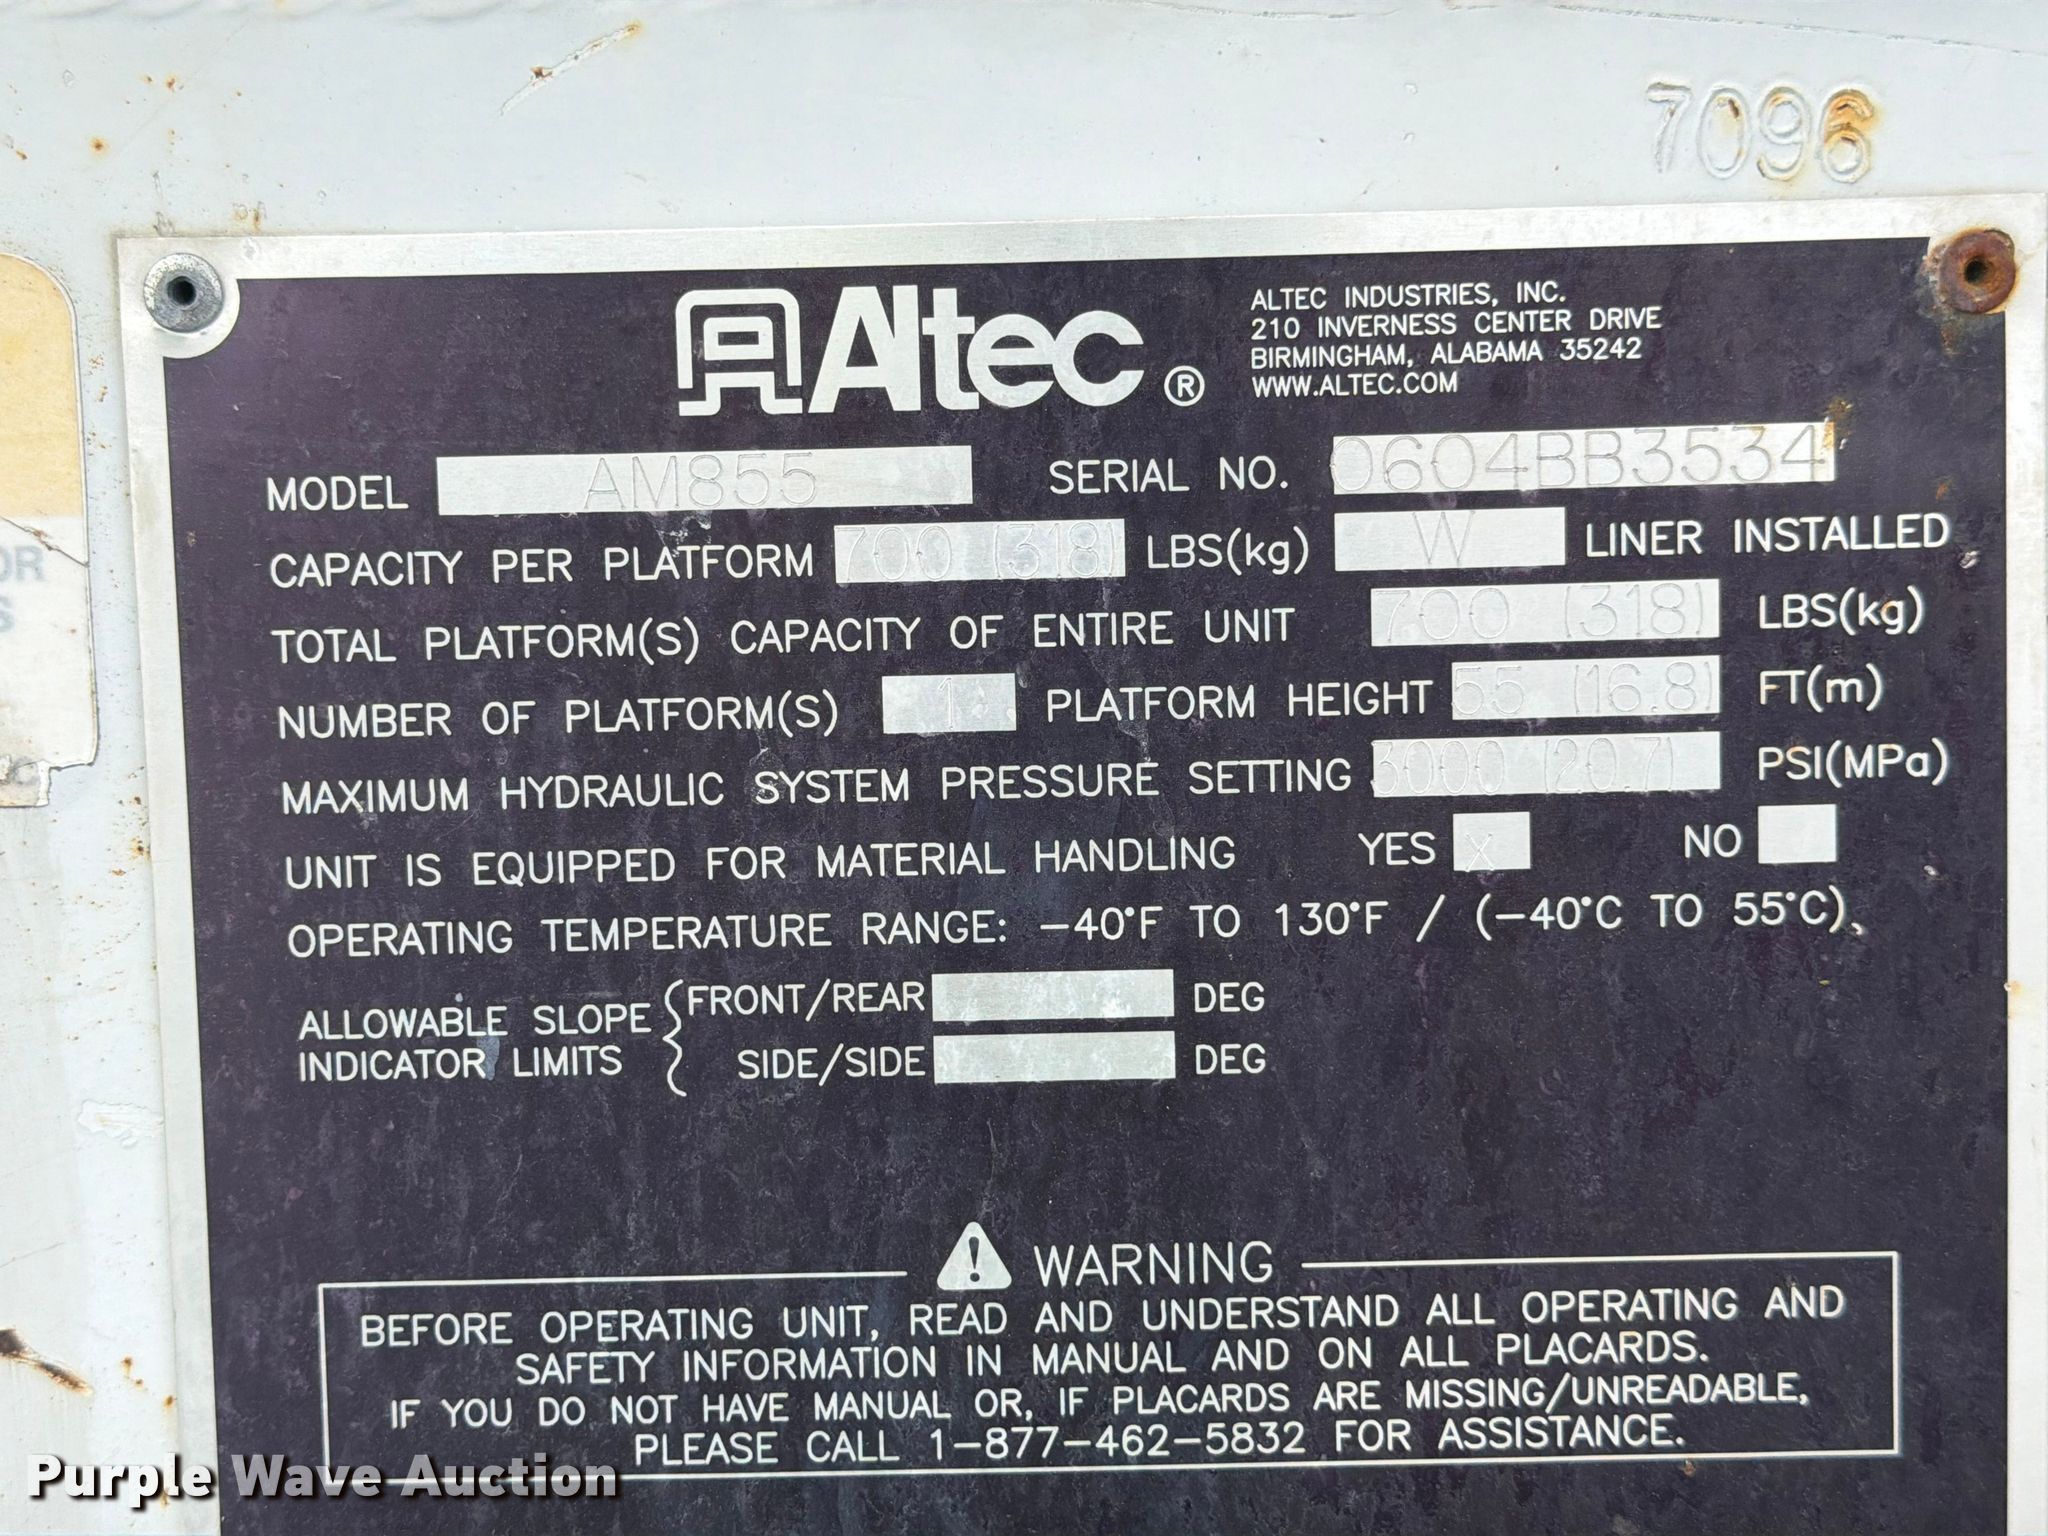 7096
Altec®
ALTEC INDUSTRIES, INC.
210 INVERNESS CENTER DRIVE
BIRMINGHAM, ALABAMA 35242
WWW.ALTEC.COM
MODEL AM855 SERIAL NO. 0604BB3534
CAPACITY PER PLATFORM 700 (318) LBS(kg) W LINER INSTALLED
TOTAL PLATFORM(S) CAPACITY OF ENTIRE UNIT 700 (318) LBS(kg)
NUMBER OF PLATFORM(S) 1 PLATFORM HEIGHT 55 (16.8) FT(m)
MAXIMUM HYDRAULIC SYSTEM PRESSURE SETTING 3000 (20.7) PSI(MPa)
UNIT IS EQUIPPED FOR MATERIAL HANDLING YES X NO
OPERATING TEMPERATURE RANGE: -40°F TO 130°F / (-40°C TO 55°C).
ALLOWABLE SLOPE INDICATOR LIMITS
FRONT/REAR DEG
SIDE/SIDE DEG
WARNING
BEFORE OPERATING UNIT, READ AND UNDERSTAND ALL OPERATING AND
SAFETY INFORMATION IN MANUAL AND ON ALL PLACARDS.
IF YOU DO NOT HAVE MANUAL OR, IF PLACARDS ARE MISSING/UNREADABLE,
PLEASE CALL 1-877-462-5832 FOR ASSISTANCE.
Purple Wave Auction